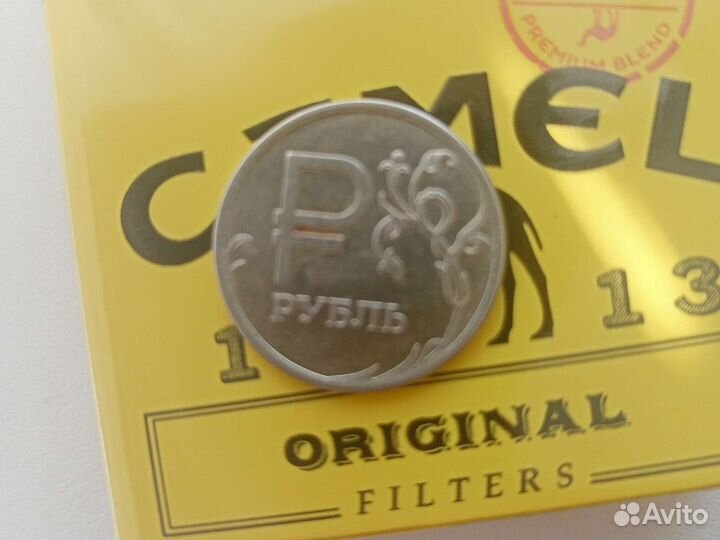 PREMIUM BLEND
CAMEL
₽
РУБЛЬ
1 13
ORIGINAL
FILTERS
Avito